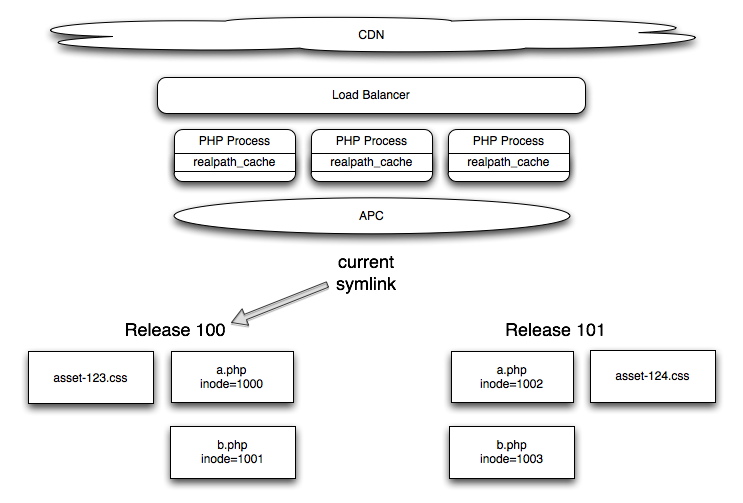 CDN
Load Balancer
PHP Process
realpath_cache
PHP Process
realpath_cache
PHP Process
realpath_cache
APC
current
symlink
Release 100
Release 101
asset-123.css
a.php
inode=1000
a.php
inode=1002
asset-124.css
b.php
inode=1001
b.php
inode=1003